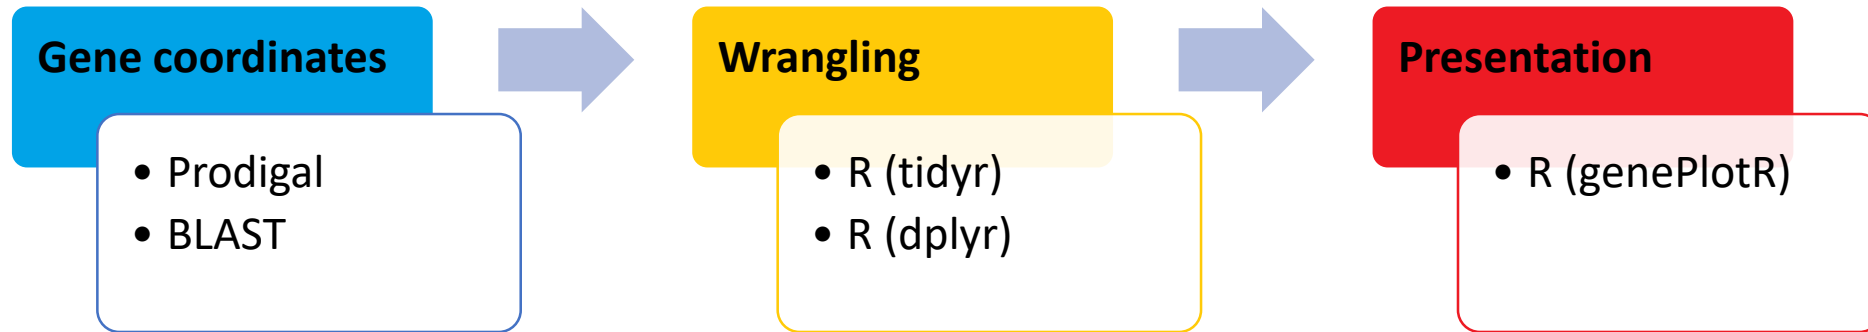 Gene coordinates
• Prodigal
• BLAST
Wrangling
• R (tidyr)
• R (dplyr)
Presentation
• R (genePlotR)